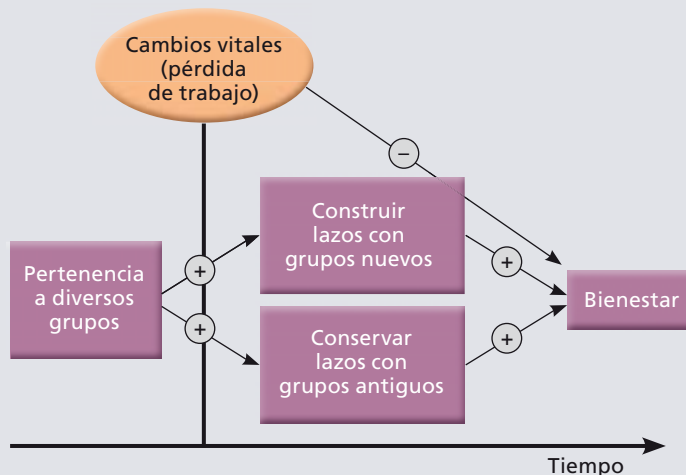 Cambios vitales
(pérdida
de trabajo)
−
Construir
lazos con
grupos nuevos
+
+
Pertenencia
a diversos
grupos
Bienestar
+
+
Conservar
lazos con
grupos antiguos
Tiempo